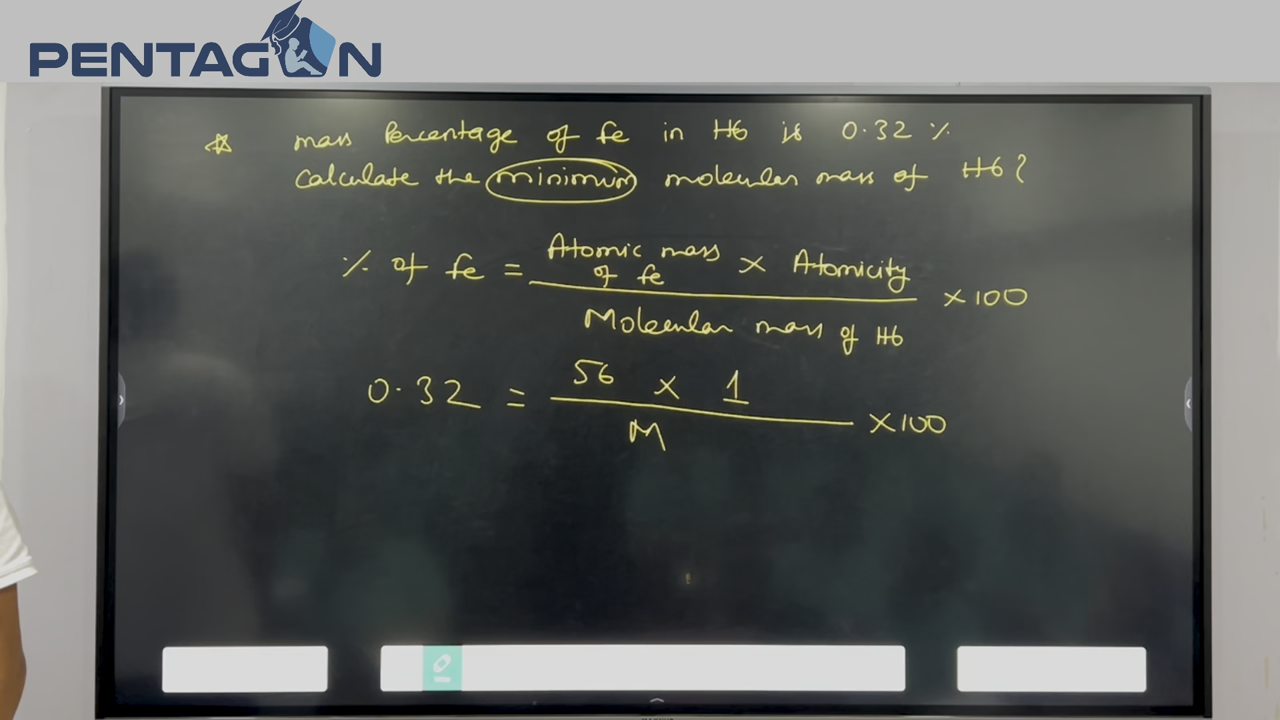 PENTAGON
☆ mass Percentage of Fe in Hb is 0.32 %
calculate the minimum molecular mass of Hb?
% of Fe = Atomic mass of Fe × Atomicity / Molecular mass of Hb × 100
0.32 = 56 × 1 / M × 100